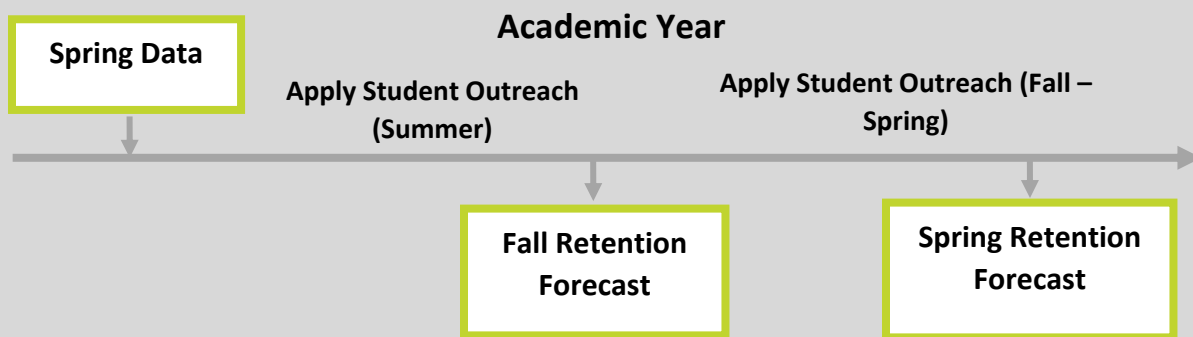 Academic Year
Spring Data
Apply Student Outreach
(Summer)
Apply Student Outreach (Fall –
Spring)
Fall Retention
Forecast
Spring Retention
Forecast